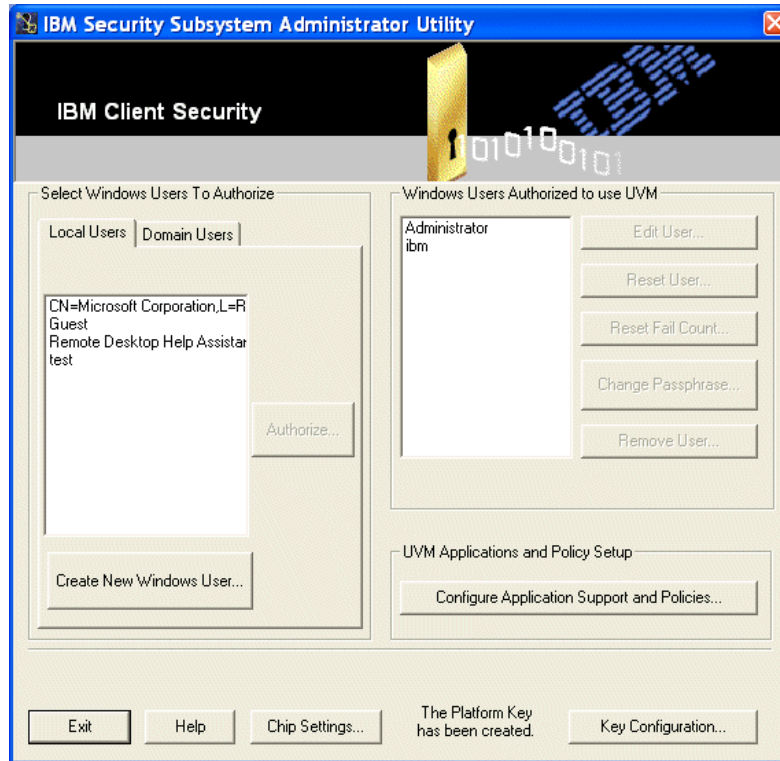 IBM Security Subsystem Administrator Utility
IBM Client Security
IBM
10101010010101
Select Windows Users To Authorize
Local Users
Domain Users
CN=Microsoft Corporation,L=R
Guest
Remote Desktop Help Assistar
test
Authorize...
Create New Windows User...
Windows Users Authorized to use UVM
Administrator
ibm
Edit User...
Reset User...
Reset Fail Count...
Change Passphrase...
Remove User...
UVM Applications and Policy Setup
Configure Application Support and Policies...
Exit
Help
Chip Settings...
The Platform Key
has been created.
Key Configuration...